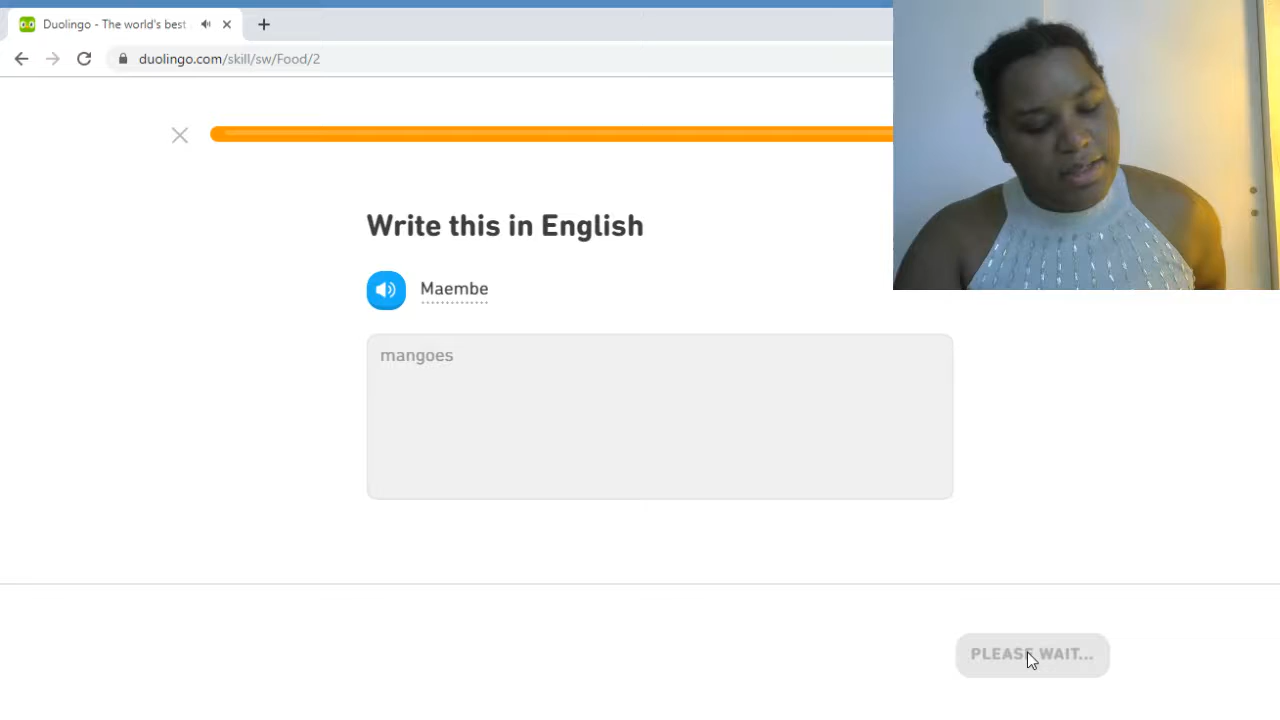 Duolingo - The world's best
duolingo.com/skill/sw/Food/2
Write this in English
Maembe
mangoes
PLEASE WAIT...